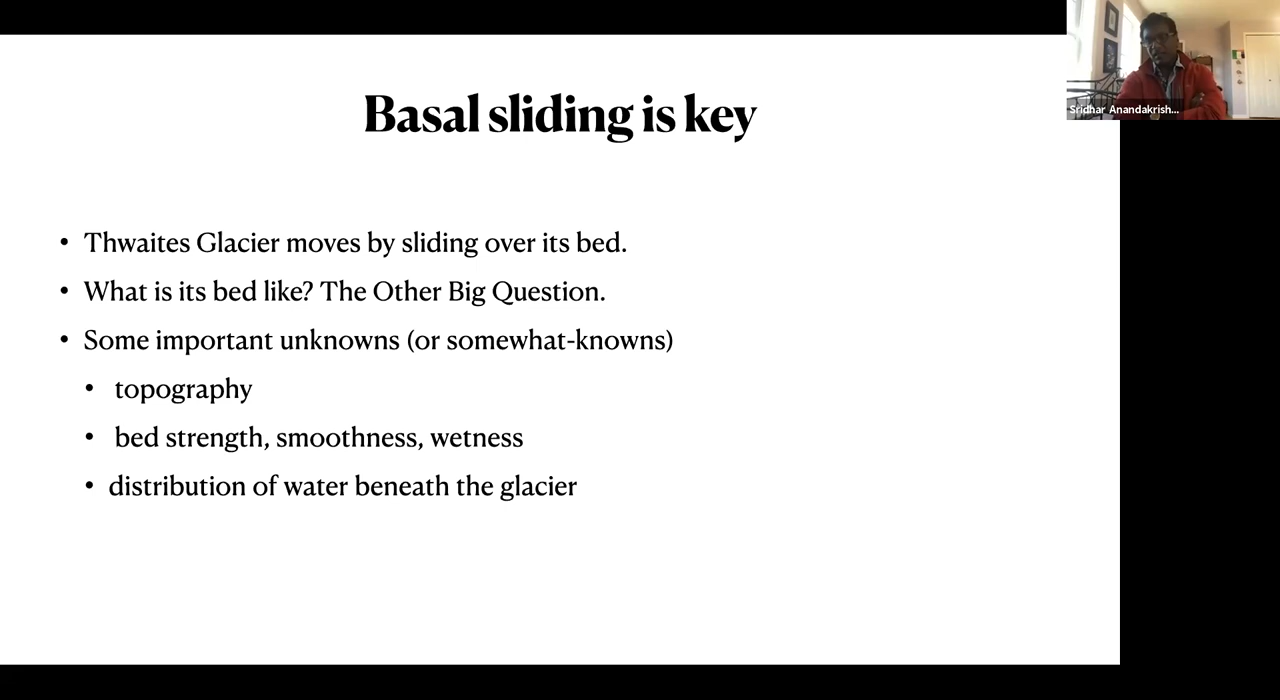 Sridhar Anandakrish...
Basal sliding is key
• Thwaites Glacier moves by sliding over its bed.
• What is its bed like? The Other Big Question.
• Some important unknowns (or somewhat-knowns)
• topography
• bed strength, smoothness, wetness
• distribution of water beneath the glacier